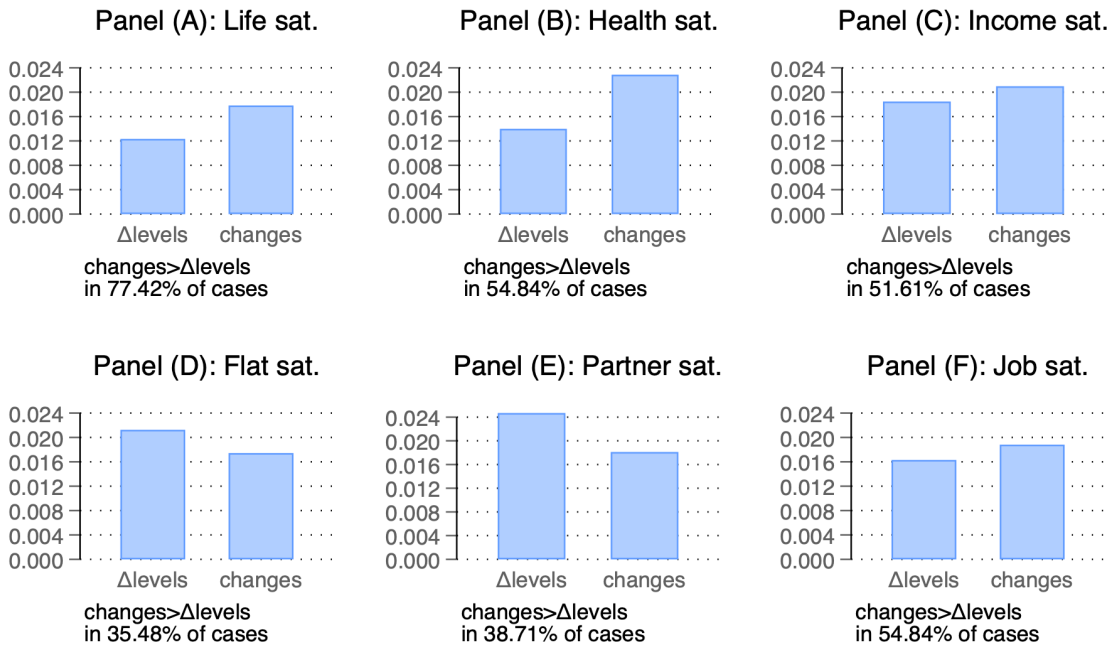 Panel (A): Life sat.
0.024
0.020
0.016
0.012
0.008
0.004
0.000
Δlevels changes
changes>Δlevels
in 77.42% of cases
Panel (B): Health sat.
0.024
0.020
0.016
0.012
0.008
0.004
0.000
Δlevels changes
changes>Δlevels
in 54.84% of cases
Panel (C): Income sat.
0.024
0.020
0.016
0.012
0.008
0.004
0.000
Δlevels changes
changes>Δlevels
in 51.61% of cases
Panel (D): Flat sat.
0.024
0.020
0.016
0.012
0.008
0.004
0.000
Δlevels changes
changes>Δlevels
in 35.48% of cases
Panel (E): Partner sat.
0.024
0.020
0.016
0.012
0.008
0.004
0.000
Δlevels changes
changes>Δlevels
in 38.71% of cases
Panel (F): Job sat.
0.024
0.020
0.016
0.012
0.008
0.004
0.000
Δlevels changes
changes>Δlevels
in 54.84% of cases